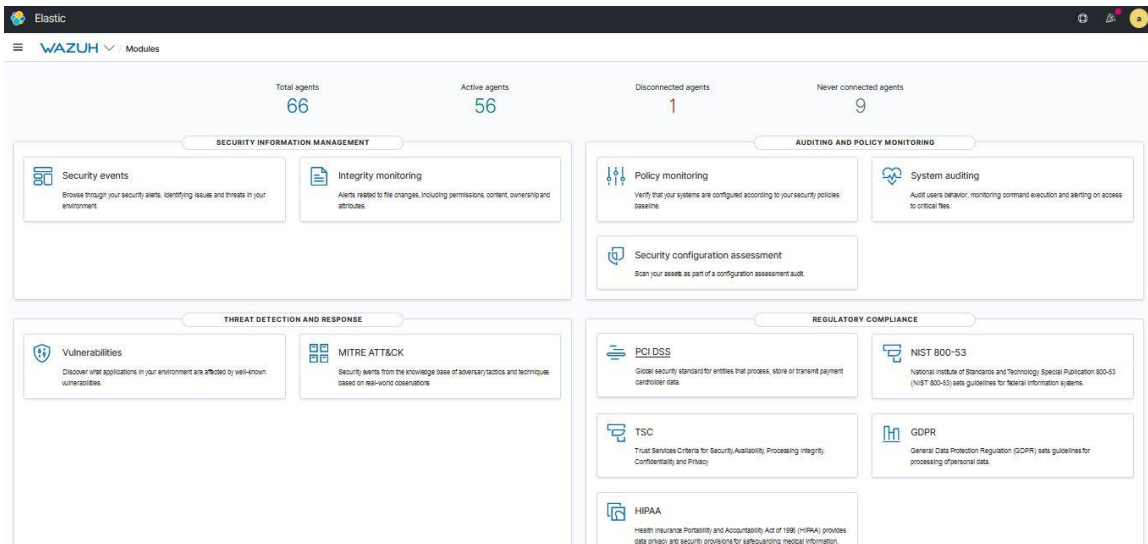 Elastic
a
WAZUH / Modules
Total agents
66
Active agents
56
Disconnected agents
1
Never connected agents
9
SECURITY INFORMATION MANAGEMENT
Security events
Browse through your security alerts, identifying issues and threats in your
environment.
Integrity monitoring
Alerts related to file changes, including permissions, content, ownership and
attributes.
AUDITING AND POLICY MONITORING
Policy monitoring
Verify that your systems are configured according to your security policies
baseline.
System auditing
Audit users behavior, monitoring command execution and alerting on access
to critical files.
Security configuration assessment
Scan your assets as part of a configuration assessment audit.
THREAT DETECTION AND RESPONSE
Vulnerabilities
Discover what applications in your environment are affected by well-known
vulnerabilities.
MITRE ATT&CK
Security events from the knowledge base of adversary tactics and techniques
based on real-world observations
REGULATORY COMPLIANCE
PCI DSS
Global security standard for entities that process, store or transmit payment
cardholder data.
NIST 800-53
National Institute of Standards and Technology Special Publication 800-53
(NIST 800-53) sets guidelines for federal information systems.
TSC
Trust Services Criteria for Security, Availability, Processing Integrity,
Confidentiality, and Privacy
GDPR
General Data Protection Regulation (GDPR) sets guidelines for
processing of personal data.
HIPAA
Health Insurance Portability and Accountability Act of 1996 (HIPAA) provides
data privacy and security provisions for safeguarding medical information.